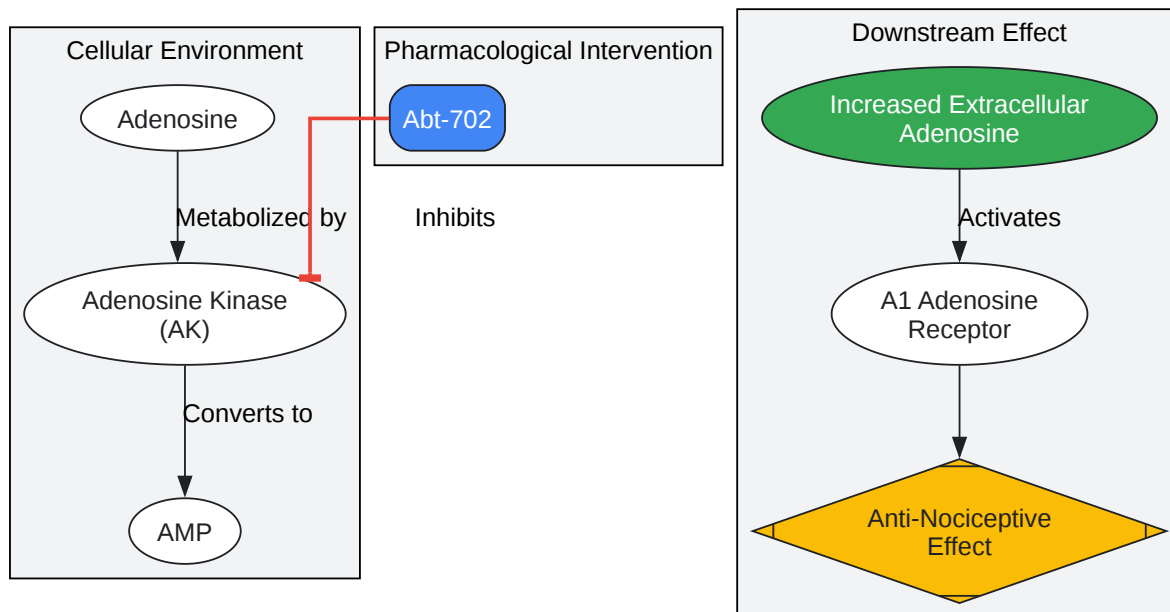 Cellular Environment
Adenosine
Metabolized by
Adenosine Kinase
(AK)
Converts to
AMP
Pharmacological Intervention
Abt-702
Inhibits
Downstream Effect
Increased Extracellular
Adenosine
Activates
A1 Adenosine
Receptor
Anti-Nociceptive
Effect